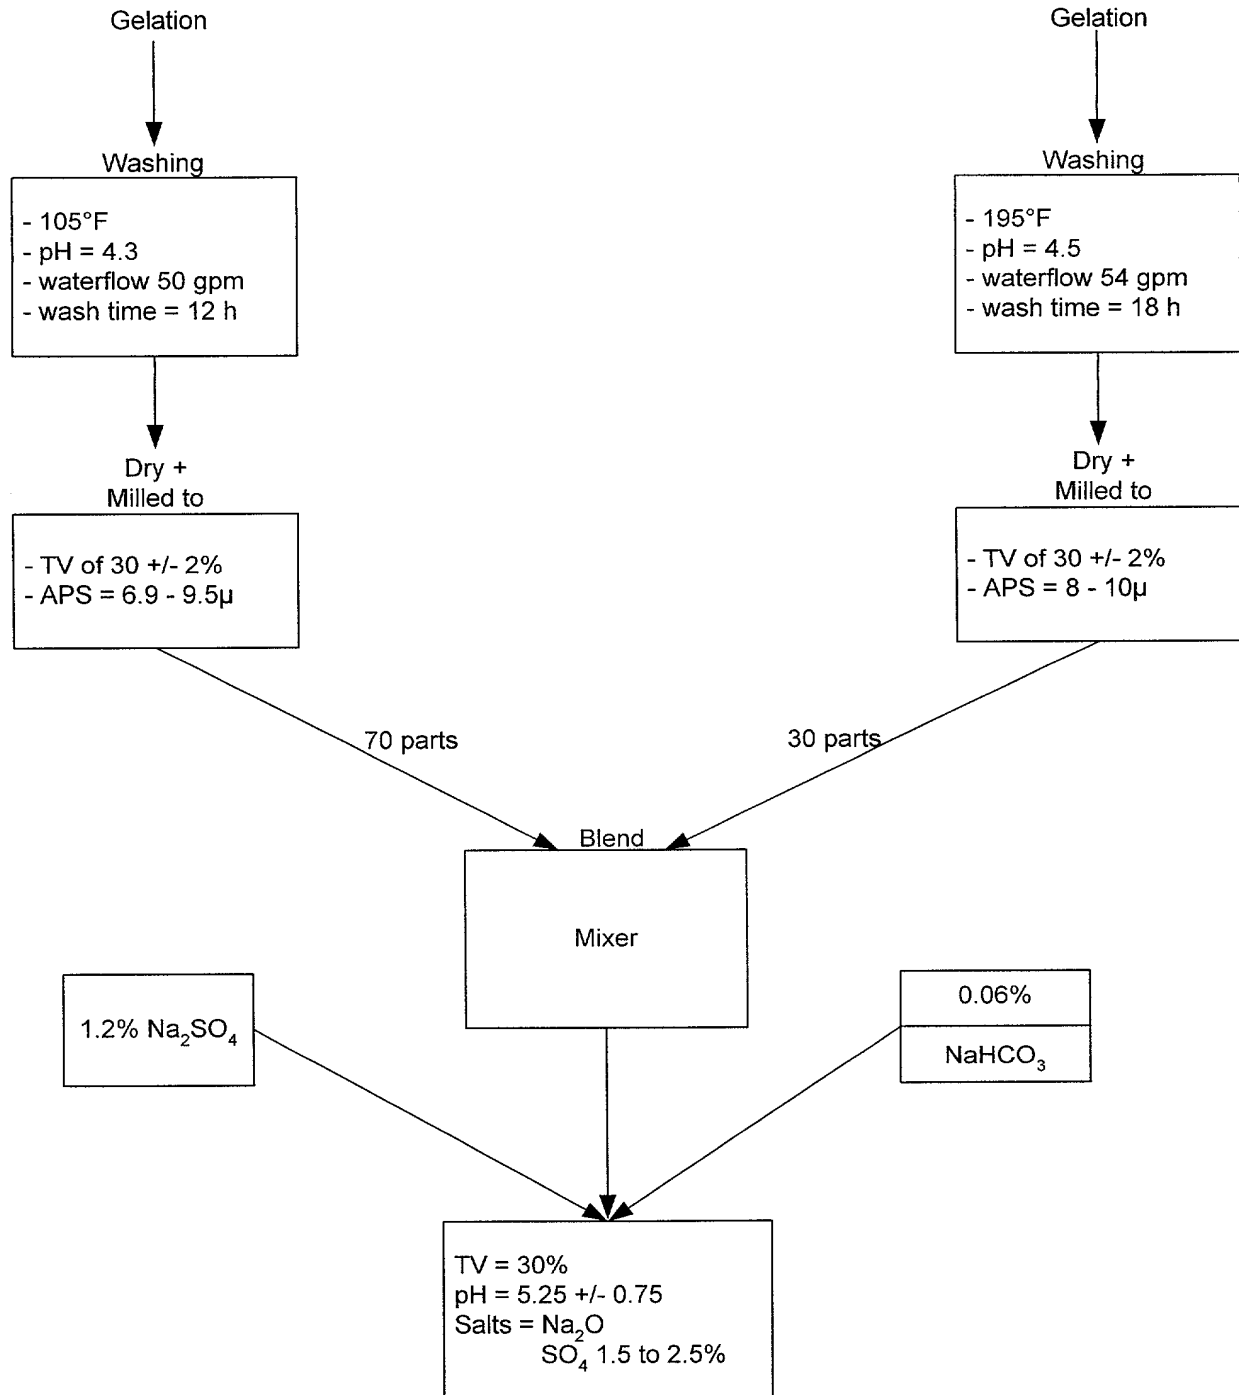 Gelation
Washing
- 105°F
- pH = 4.3
- waterflow 50 gpm
- wash time = 12 h
Dry +
Milled to
- TV of 30 +/- 2%
- APS = 6.9 - 9.5µ
70 parts
Gelation
Washing
- 195°F
- pH = 4.5
- waterflow 54 gpm
- wash time = 18 h
Dry +
Milled to
- TV of 30 +/- 2%
- APS = 8 - 10µ
30 parts
Blend
Mixer
1.2% Na₂SO₄
0.06%
NaHCO₃
TV = 30%
pH = 5.25 +/- 0.75
Salts = Na₂O
SO₄ 1.5 to 2.5%